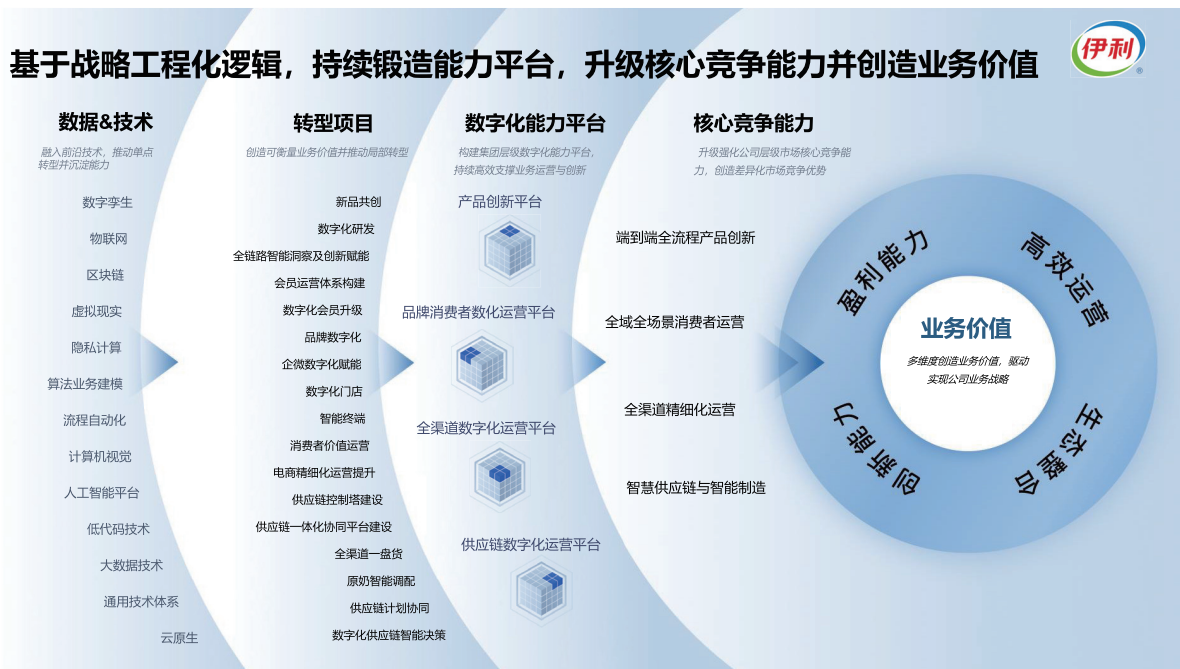 基于战略工程化逻辑，持续锻造能力平台，升级核心竞争能力并创造业务价值
伊利
®
数据&技术
融入前沿技术，推动单点
转型并沉淀能力
数字孪生
物联网
区块链
虚拟现实
隐私计算
算法业务建模
流程自动化
计算机视觉
人工智能平台
低代码技术
大数据技术
通用技术体系
云原生
转型项目
创造可衡量业务价值并推动局部转型
新品共创
数字化研发
全链路智能洞察及创新赋能
会员运营体系构建
数字化会员升级
品牌数字化
企微数字化赋能
数字化门店
智能终端
消费者价值运营
电商精细化运营提升
供应链控制塔建设
供应链一体化协同平台建设
全渠道一盘货
原奶智能调配
供应链计划协同
数字化供应链智能决策
数字化能力平台
构建集团层级数字化能力平台，
持续高效支撑业务运营与创新
产品创新平台
品牌消费者数化运营平台
全渠道数字化运营平台
供应链数字化运营平台
核心竞争能力
升级强化公司层级市场核心竞争能
力，创造差异化市场竞争优势
端到端全流程产品创新
全域全场景消费者运营
全渠道精细化运营
智慧供应链与智能制造
盈利能力
高效运营
业务价值
多维度创造业务价值，驱动
实现公司业务战略
创新能力
生态整合